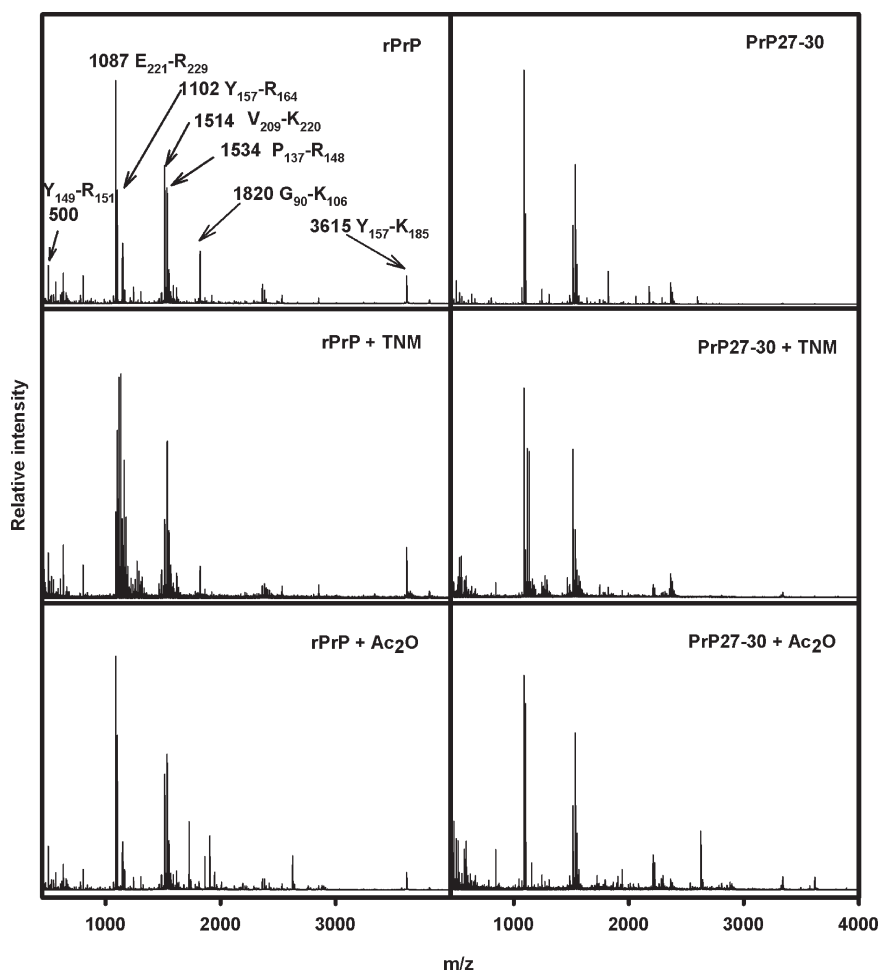 rPrP
1087 E₂₂₁-R₂₂₉
1102 Y₁₅₇-R₁₆₄
1514 V₂₀₉-K₂₂₀
1534 P₁₃₇-R₁₄₈
Y₁₄₉-R₁₅₁
500
1820 G₉₀-K₁₀₆
3615 Y₁₅₇-K₁₈₅
PrP27-30
rPrP + TNM
PrP27-30 + TNM
rPrP + Ac₂O
PrP27-30 + Ac₂O
Relative intensity
1000 2000 3000
1000 2000 3000 4000
m/z